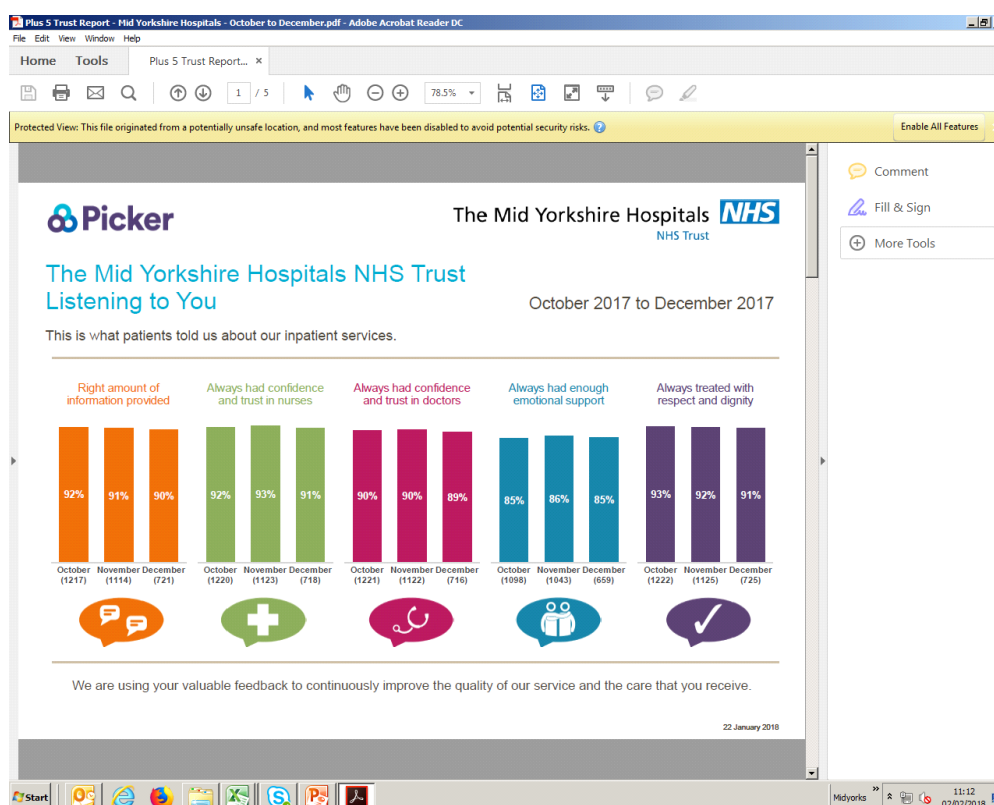 Plus 5 Trust Report - Mid Yorkshire Hospitals - October to December.pdf - Adobe Acrobat Reader DC
File Edit View Window Help
Home Tools Plus 5 Trust Report... ×
1 / 5 78.5%
Protected View: This file originated from a potentially unsafe location, and most features have been disabled to avoid potential security risks. Enable All Features
Comment
Fill & Sign
More Tools
Picker
The Mid Yorkshire Hospitals NHS
NHS Trust
The Mid Yorkshire Hospitals NHS Trust
Listening to You
October 2017 to December 2017
This is what patients told us about our inpatient services.
Right amount of
information provided
92% 91% 90%
October November December
(1217) (1114) (721)
Always had confidence
and trust in nurses
92% 93% 91%
October November December
(1220) (1123) (718)
Always had confidence
and trust in doctors
90% 90% 89%
October November December
(1221) (1122) (716)
Always had enough
emotional support
85% 86% 85%
October November December
(1098) (1043) (659)
Always treated with
respect and dignity
93% 92% 91%
October November December
(1222) (1125) (725)
We are using your valuable feedback to continuously improve the quality of our service and the care that you receive.
22 January 2018
Start
Midyorks
11:12
02/02/2018